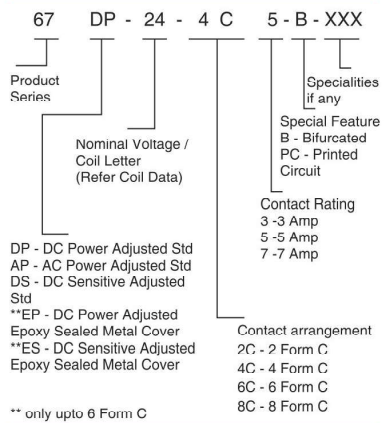 67 DP - 24 - 4 C 5 - B - XXX
Product
Series
Specialities
if any
Special Feature
B - Bifurcated
PC - Printed
Circuit
Nominal Voltage /
Coil Letter
(Refer Coil Data)
Contact Rating
3 -3 Amp
5 -5 Amp
7 -7 Amp
DP - DC Power Adjusted Std
AP - AC Power Adjusted Std
DS - DC Sensitive Adjusted
Std
**EP - DC Power Adjusted
Epoxy Sealed Metal Cover
**ES - DC Sensitive Adjusted
Epoxy Sealed Metal Cover
Contact arrangement
2C - 2 Form C
4C - 4 Form C
6C - 6 Form C
8C - 8 Form C
** only upto 6 Form C